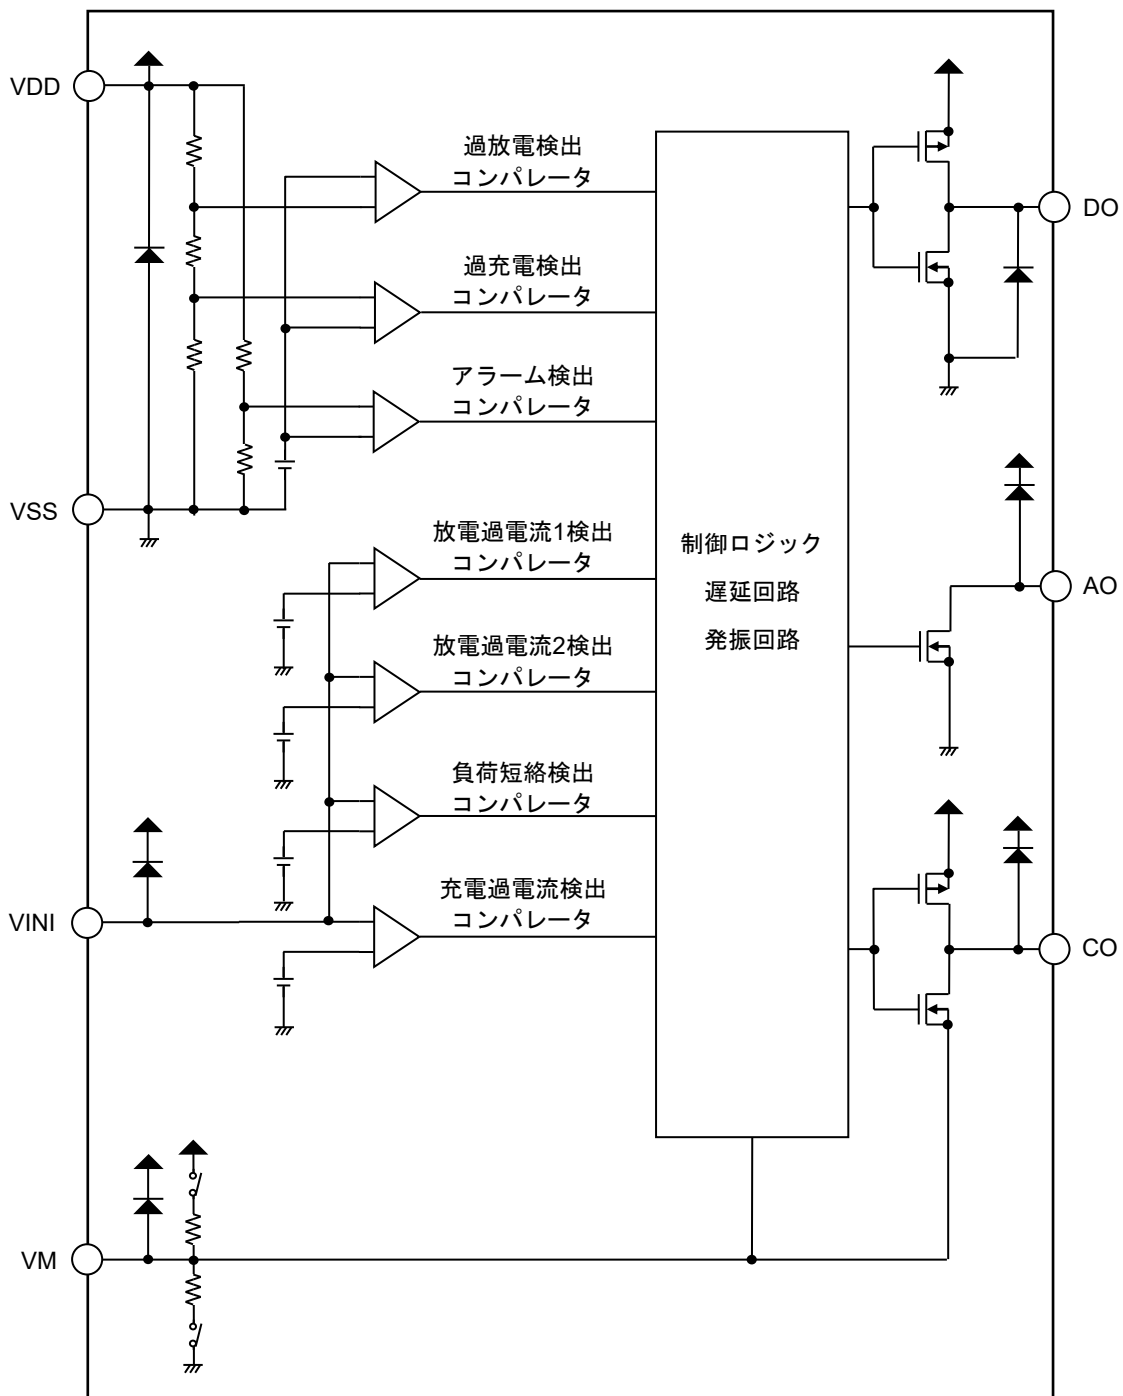 VDD
過放電検出
コンパレータ
DO
過充電検出
コンパレータ
アラーム検出
コンパレータ
VSS
放電過電流1検出
コンパレータ
制御ロジック
遅延回路
発振回路
AO
放電過電流2検出
コンパレータ
負荷短絡検出
コンパレータ
VINI
充電過電流検出
コンパレータ
CO
VM